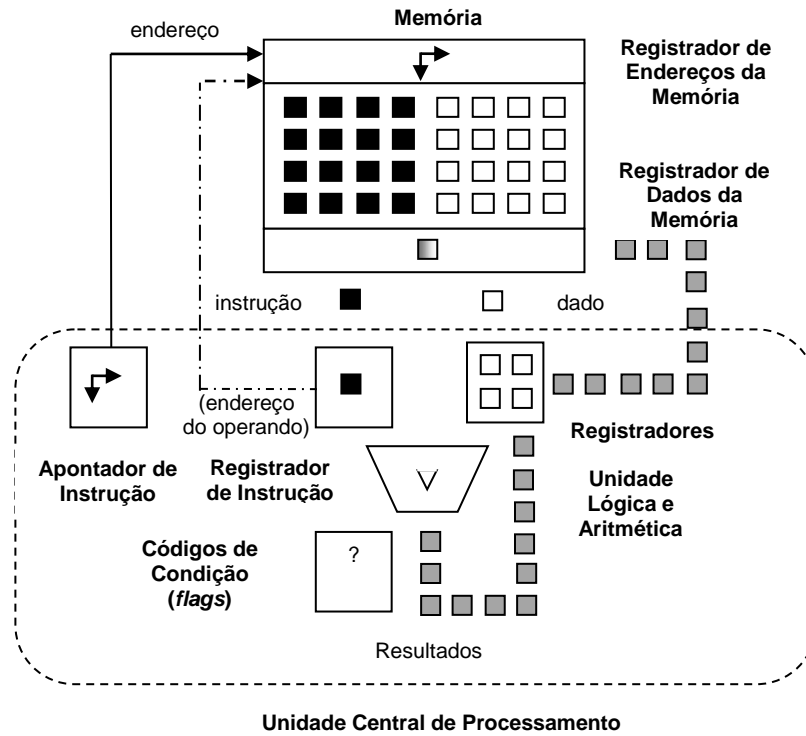 Memória
endereço
Registrador de
Endereços da
Memória
Registrador de
Dados da
Memória
instrução
dado
(endereço
do operando)
Registradores
Apontador de
Instrução
Registrador
de Instrução
Unidade
Lógica e
Aritmética
Códigos de
Condição
(flags)
?
Resultados
Unidade Central de Processamento